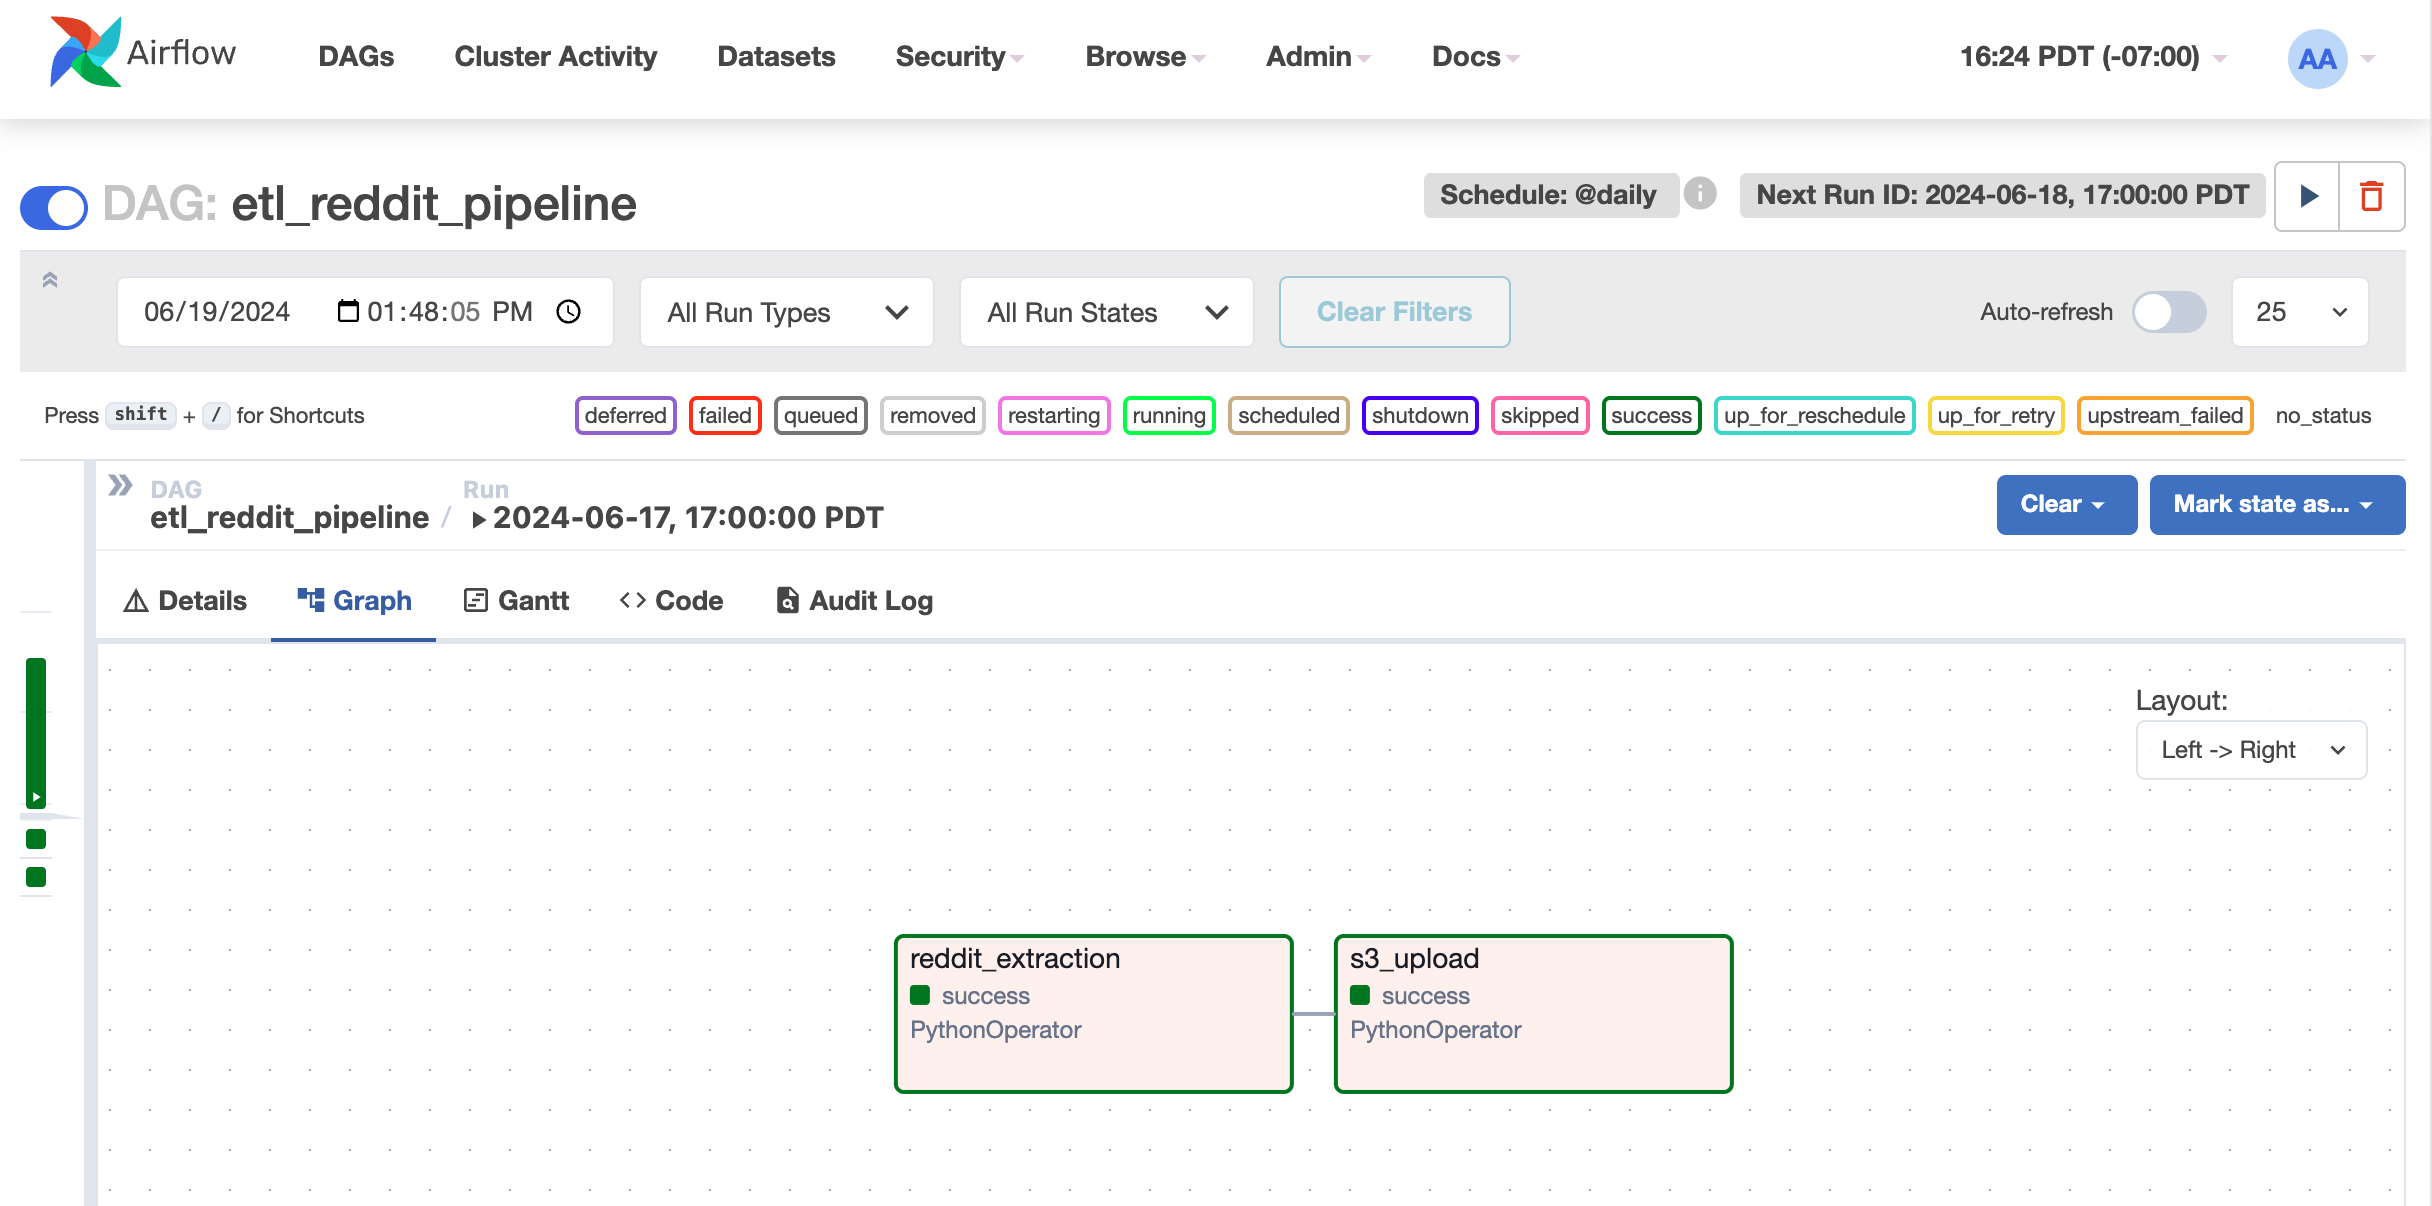 Airflow DAGs Cluster Activity Datasets Security Browse Admin Docs 16:24 PDT (-07:00) AA
DAG: etl_reddit_pipeline Schedule: @daily i Next Run ID: 2024-06-18, 17:00:00 PDT
06/19/2024 01:48:05 PM All Run Types All Run States Clear Filters Auto-refresh 25
Press shift + / for Shortcuts deferred failed queued removed restarting running scheduled shutdown skipped success up_for_reschedule up_for_retry upstream_failed no_status
DAG Run
etl_reddit_pipeline / 2024-06-17, 17:00:00 PDT Clear Mark state as...
Details Graph Gantt Code Audit Log
Layout:
Left -> Right
reddit_extraction
success
PythonOperator
s3_upload
success
PythonOperator